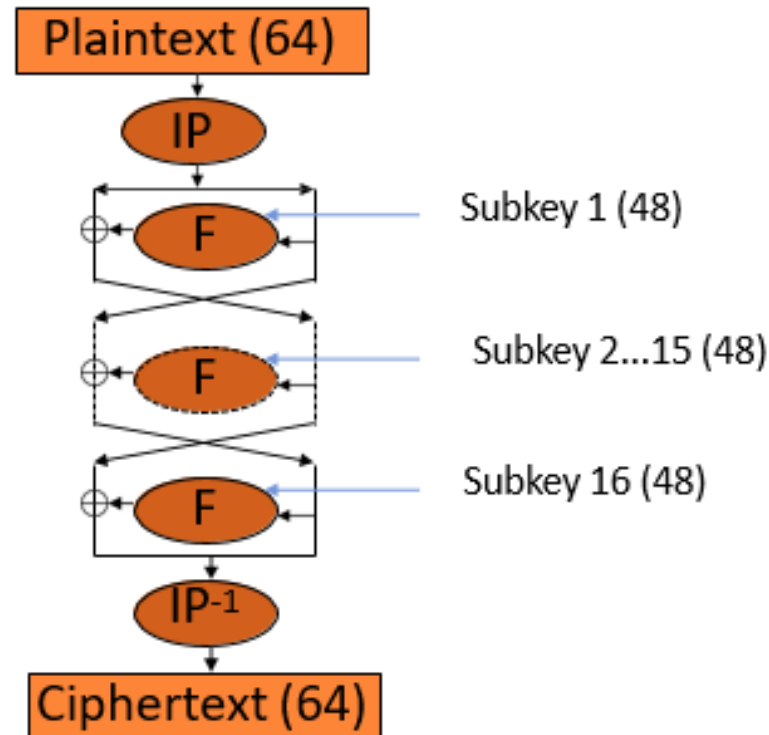 Plaintext (64)
IP
F
Subkey 1 (48)
F
Subkey 2...15 (48)
F
Subkey 16 (48)
IP-1
Ciphertext (64)